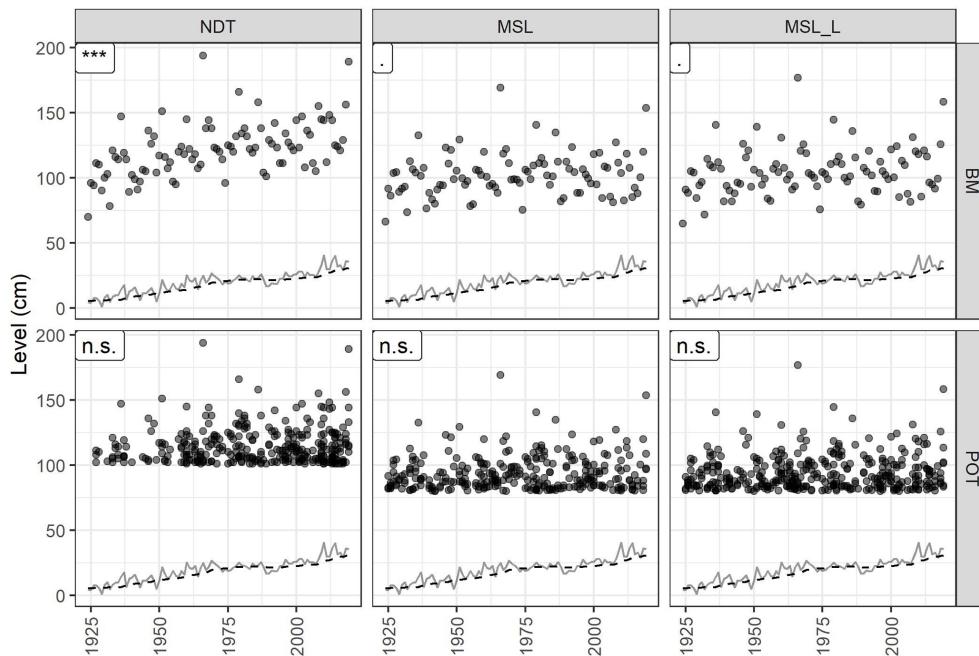 NDT MSL MSL_L
Level (cm)
200 *** . . BM
150
100
50
0
200 n.s. n.s. n.s. POT
150
100
50
0
1925 1950 1975 2000 1925 1950 1975 2000 1925 1950 1975 2000